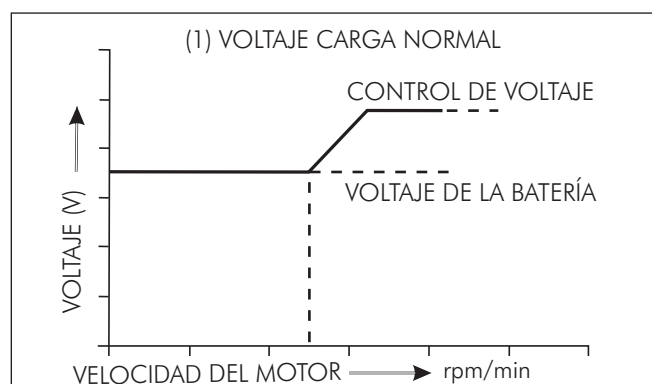 (1) VOLTAJE CARGA NORMAL
CONTROL DE VOLTAJE
VOLTAJE DE LA BATERÍA
VOLTAJE (V)
VELOCIDAD DEL MOTOR rpm/min